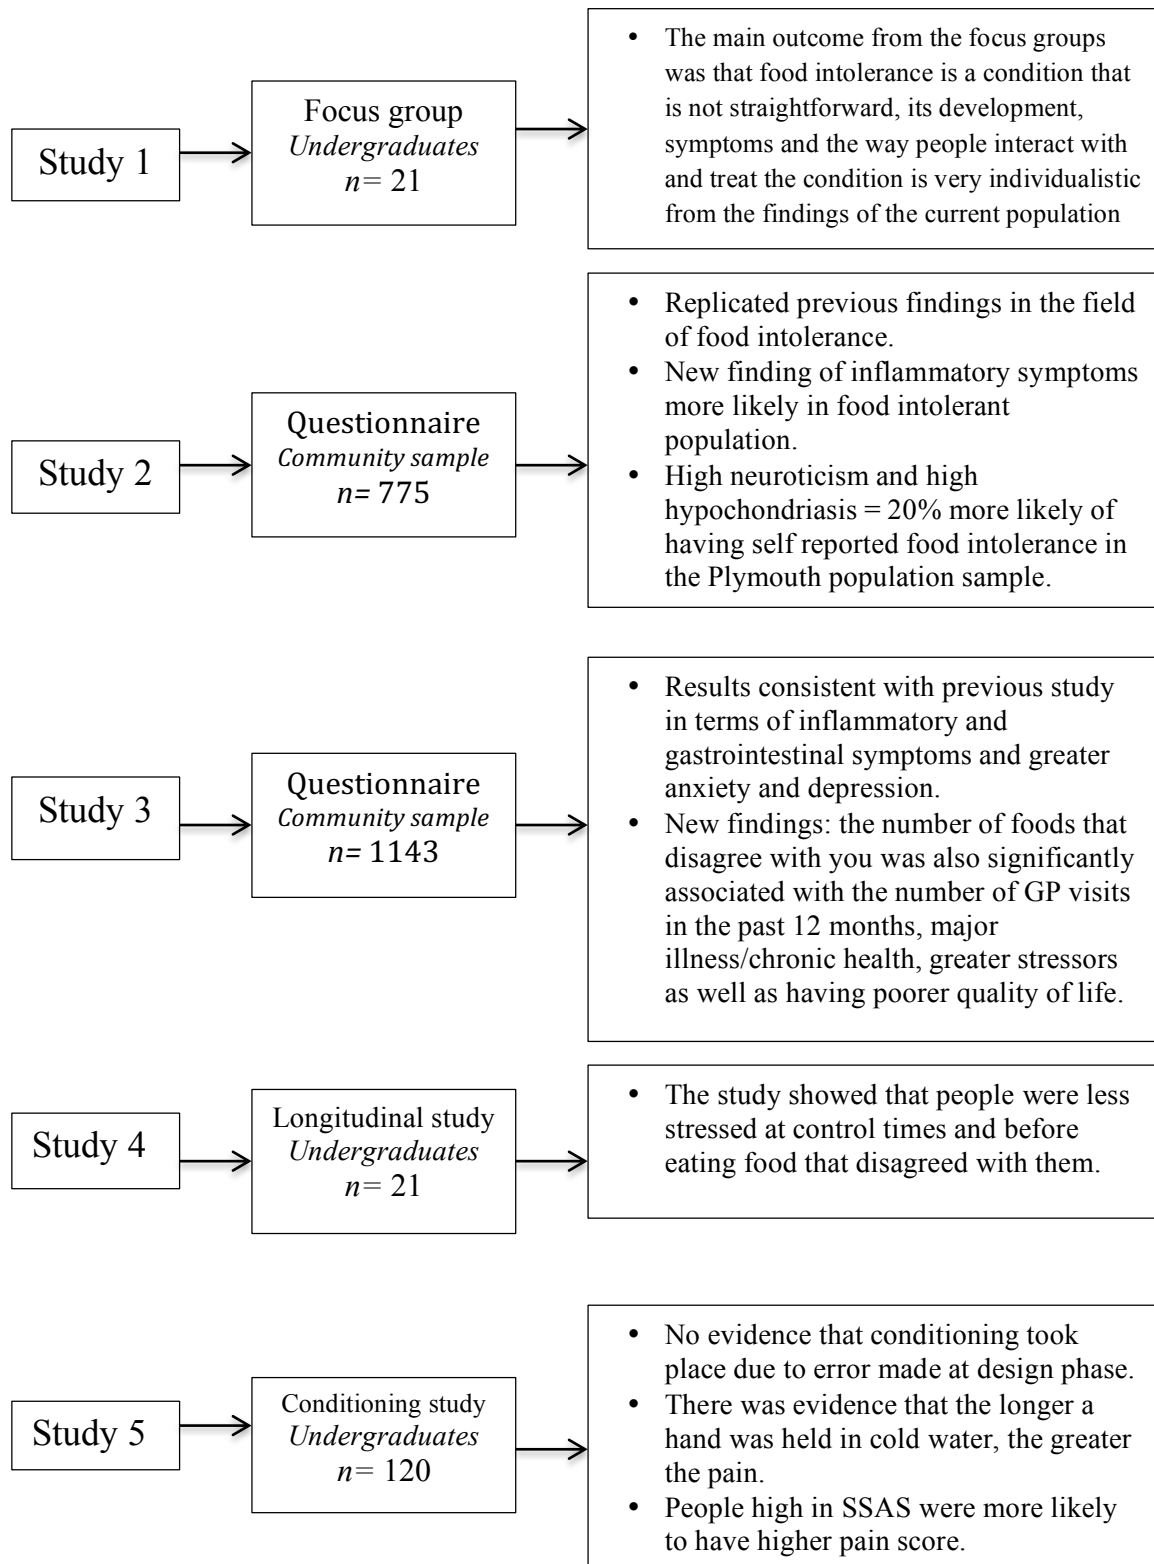 Study 1
Focus group
Undergraduates
n= 21
• The main outcome from the focus groups
was that food intolerance is a condition that
is not straightforward, its development,
symptoms and the way people interact with
and treat the condition is very individualistic
from the findings of the current population
Study 2
Questionnaire
Community sample
n= 775
• Replicated previous findings in the field
of food intolerance.
• New finding of inflammatory symptoms
more likely in food intolerant
population.
• High neuroticism and high
hypochondriasis = 20% more likely of
having self reported food intolerance in
the Plymouth population sample.
Study 3
Questionnaire
Community sample
n= 1143
• Results consistent with previous study
in terms of inflammatory and
gastrointestinal symptoms and greater
anxiety and depression.
• New findings: the number of foods that
disagree with you was also significantly
associated with the number of GP visits
in the past 12 months, major
illness/chronic health, greater stressors
as well as having poorer quality of life.
Study 4
Longitudinal study
Undergraduates
n= 21
• The study showed that people were less
stressed at control times and before
eating food that disagreed with them.
Study 5
Conditioning study
Undergraduates
n= 120
• No evidence that conditioning took
place due to error made at design phase.
• There was evidence that the longer a
hand was held in cold water, the greater
the pain.
• People high in SSAS were more likely
to have higher pain score.